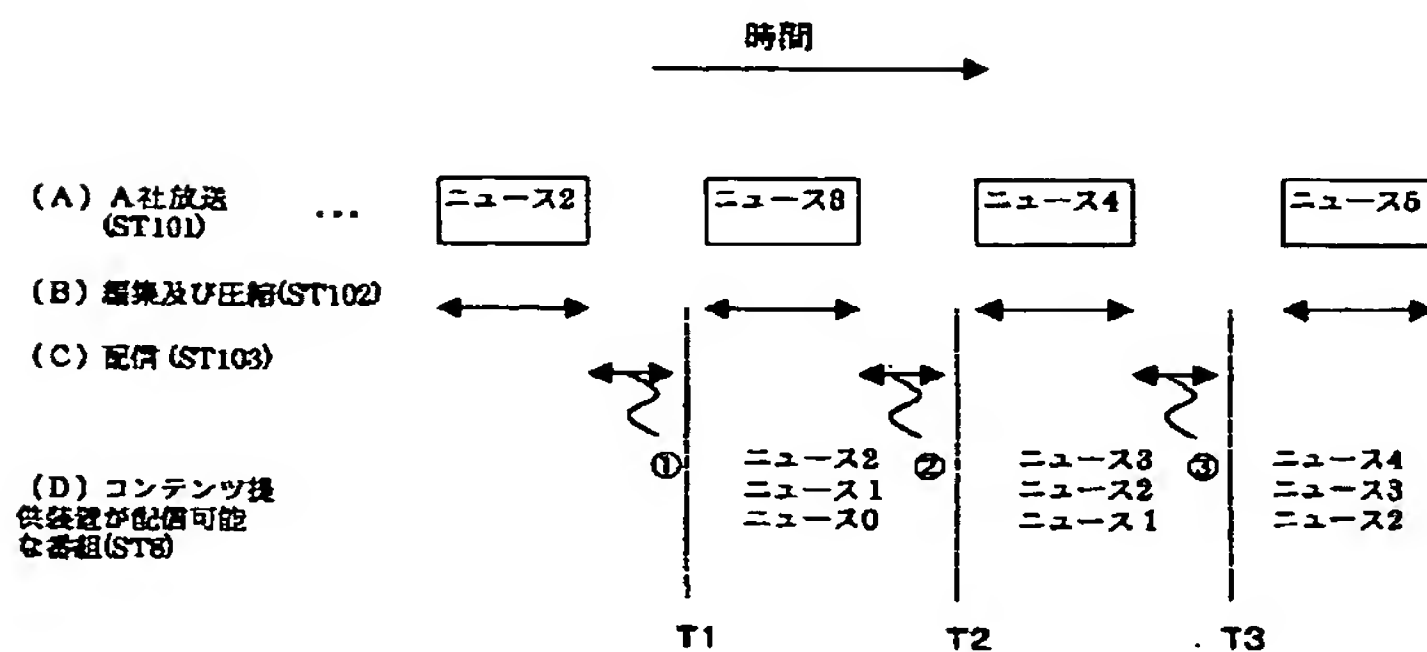 時間
(A) A社放送
(ST101)
...
ニュース2
ニュース3
ニュース4
ニュース5
(B) 編集及び圧縮(ST102)
(C) 配信(ST103)
① ② ③
(D) コンテンツ提
供装置が配信可能
な番組(ST8)
ニュース2
ニュース1
ニュース0
ニュース3
ニュース2
ニュース1
ニュース4
ニュース3
ニュース2
T1
T2
T3